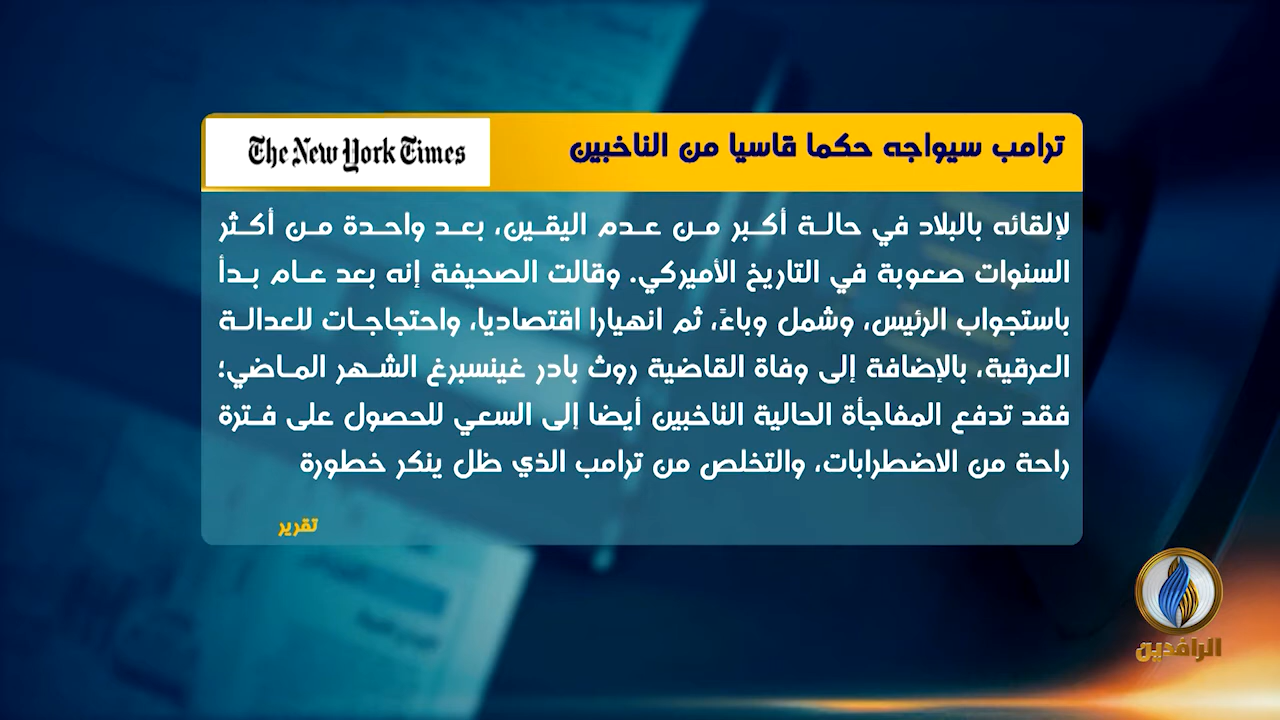 ترامب سيواجه حكما قاسيا من الناخبين
The New York Times
لإلقائه بالبلاد في حالة أكبر من عدم اليقين، بعد واحدة من أكثر
السنوات صعوبة في التاريخ الأميركي. وقالت الصحيفة إنه بعد عام بدأ
باستجواب الرئيس، وشمل وباءً، ثم انهيارا اقتصاديا، واحتجاجات للعدالة
العرقية، بالإضافة إلى وفاة القاضية روث بادر غينسبرغ الشهر الماضي؛
فقد تدفع المفاجأة الحالية الناخبين أيضا إلى السعي للحصول على فترة
راحة من الاضطرابات، والتخلص من ترامب الذي ظل ينكر خطورة
تقرير
الرافدين